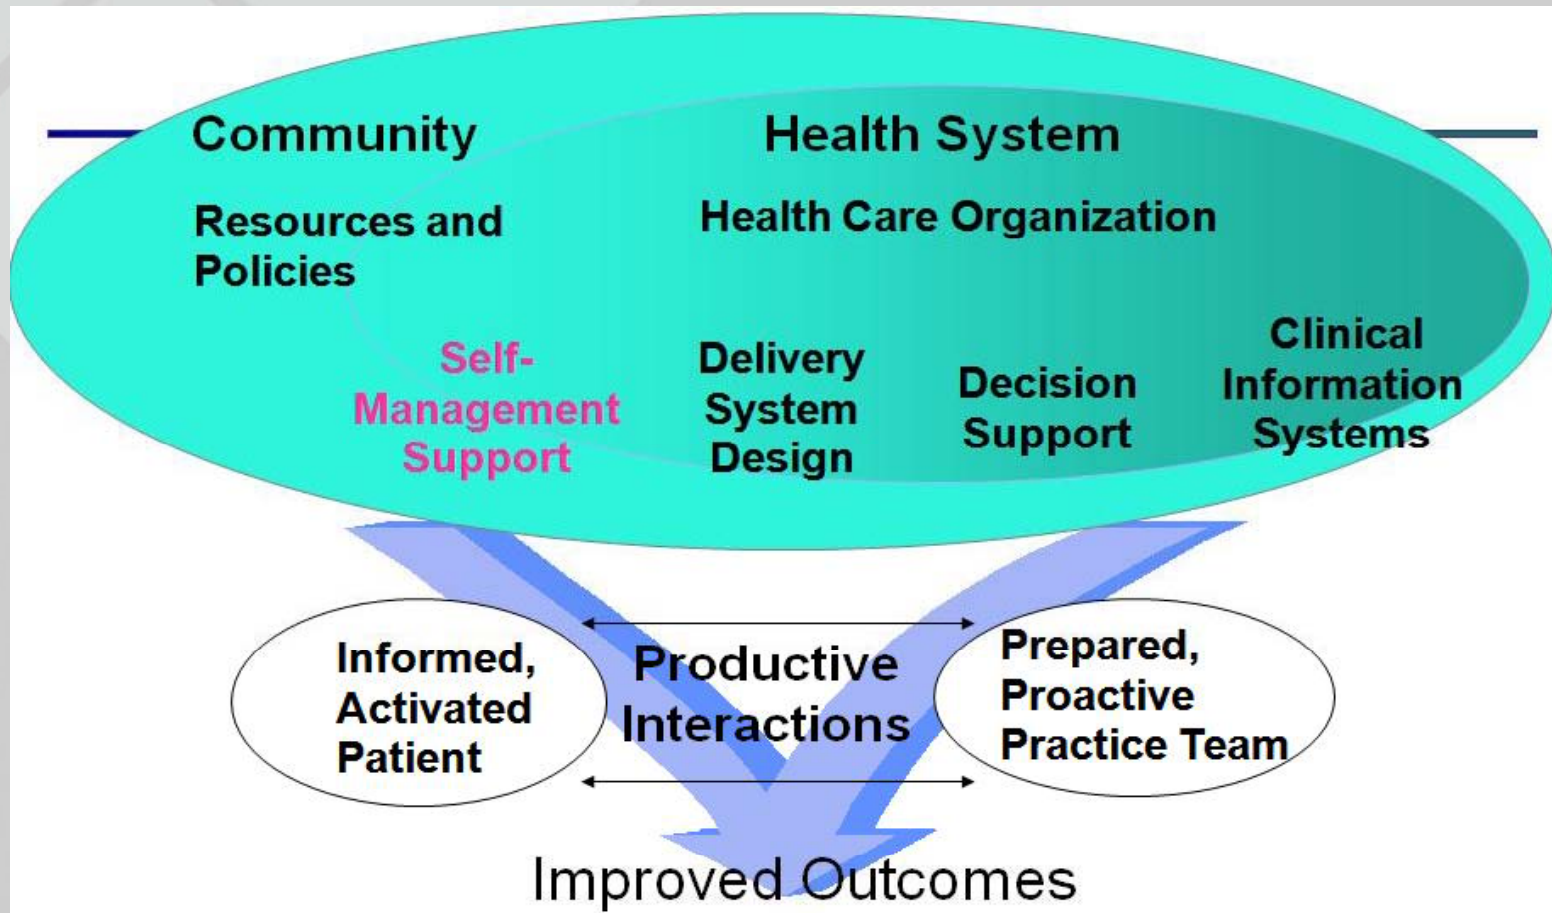 Community
Health System
Resources and
Policies
Health Care Organization
Self-
Management
Support
Delivery
System
Design
Decision
Support
Clinical
Information
Systems
Informed,
Activated
Patient
Productive
Interactions
Prepared,
Proactive
Practice Team
Improved Outcomes